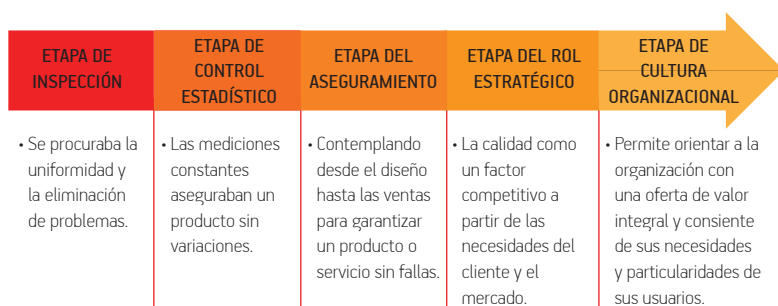 ETAPA DE
INSPECCIÓN
ETAPA DE
CONTROL
ESTADÍSTICO
ETAPA DEL
ASEGURAMIENTO
ETAPA DEL ROL
ESTRATÉGICO
ETAPA DE
CULTURA
ORGANIZACIONAL
• Se procuraba la
uniformidad y
la eliminación
de problemas.
• Las mediciones
constantes
aseguraban un
producto sin
variaciones.
• Contemplando
desde el diseño
hasta las ventas
para garantizar
un producto o
servicio sin fallas.
• La calidad como
un factor
competitivo a
partir de las
necesidades del
cliente y el
mercado.
• Permite orientar a la
organización con
una oferta de valor
integral y consiente
de sus necesidades
y particularidades de
sus usuarios.